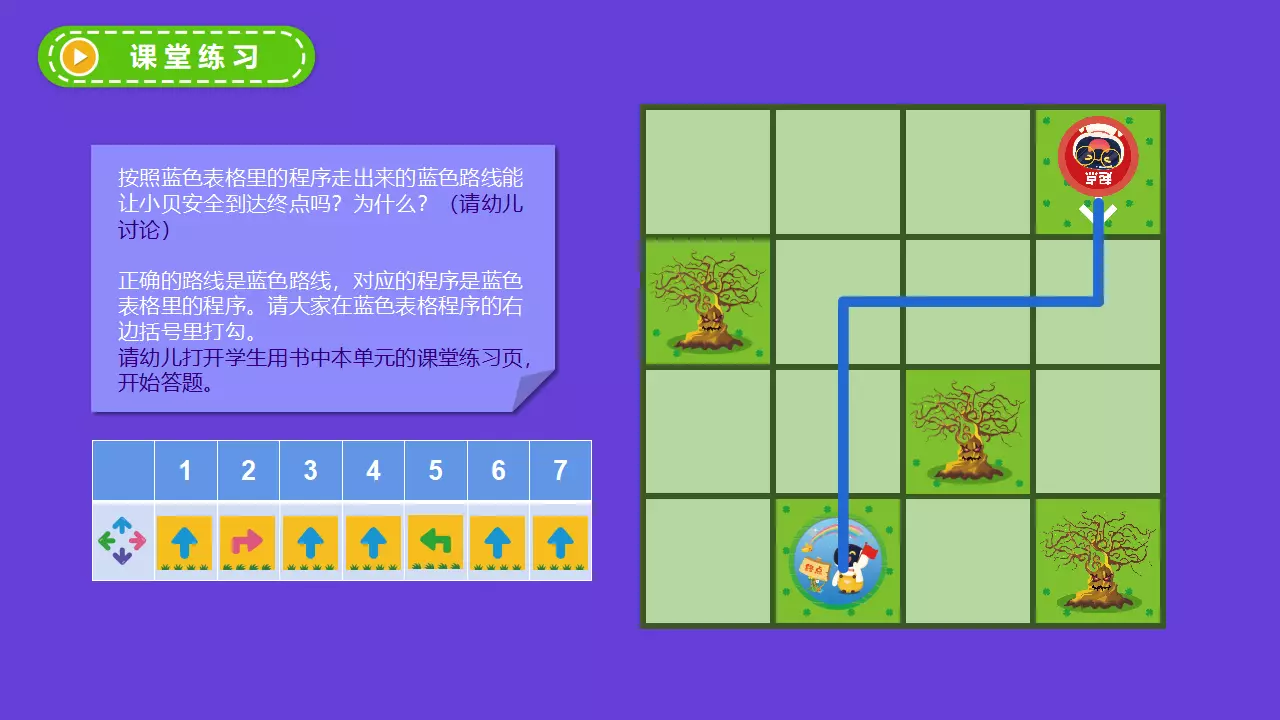 课堂练习
按照蓝色表格里的程序走出来的蓝色路线能
让小贝安全到达终点吗？为什么？（请幼儿
讨论）
正确的路线是蓝色路线，对应的程序是蓝色
表格里的程序。请大家在蓝色表格程序的右
边括号里打勾。
请幼儿打开学生用书中本单元的课堂练习页，
开始答题。
1 2 3 4 5 6 7
起点
终点